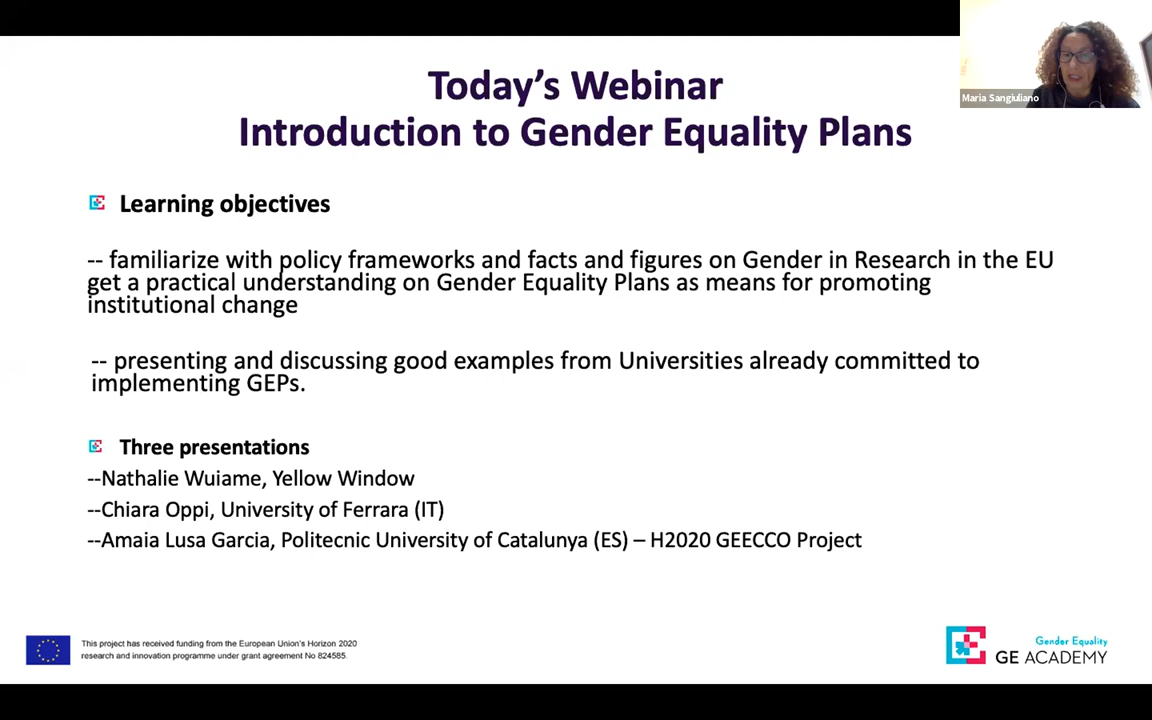 Today's Webinar
Introduction to Gender Equality Plans
Maria Sangiuliano
Learning objectives
-- familiarize with policy frameworks and facts and figures on Gender in Research in the EU
get a practical understanding on Gender Equality Plans as means for promoting
institutional change
-- presenting and discussing good examples from Universities already committed to
implementing GEPs.
Three presentations
--Nathalie Wuiame, Yellow Window
--Chiara Oppi, University of Ferrara (IT)
--Amaia Lusa Garcia, Politecnic University of Catalunya (ES) – H2020 GEECCO Project
This project has received funding from the European Union's Horizon 2020
research and innovation programme under grant agreement No 824585.
Gender Equality
GE ACADEMY